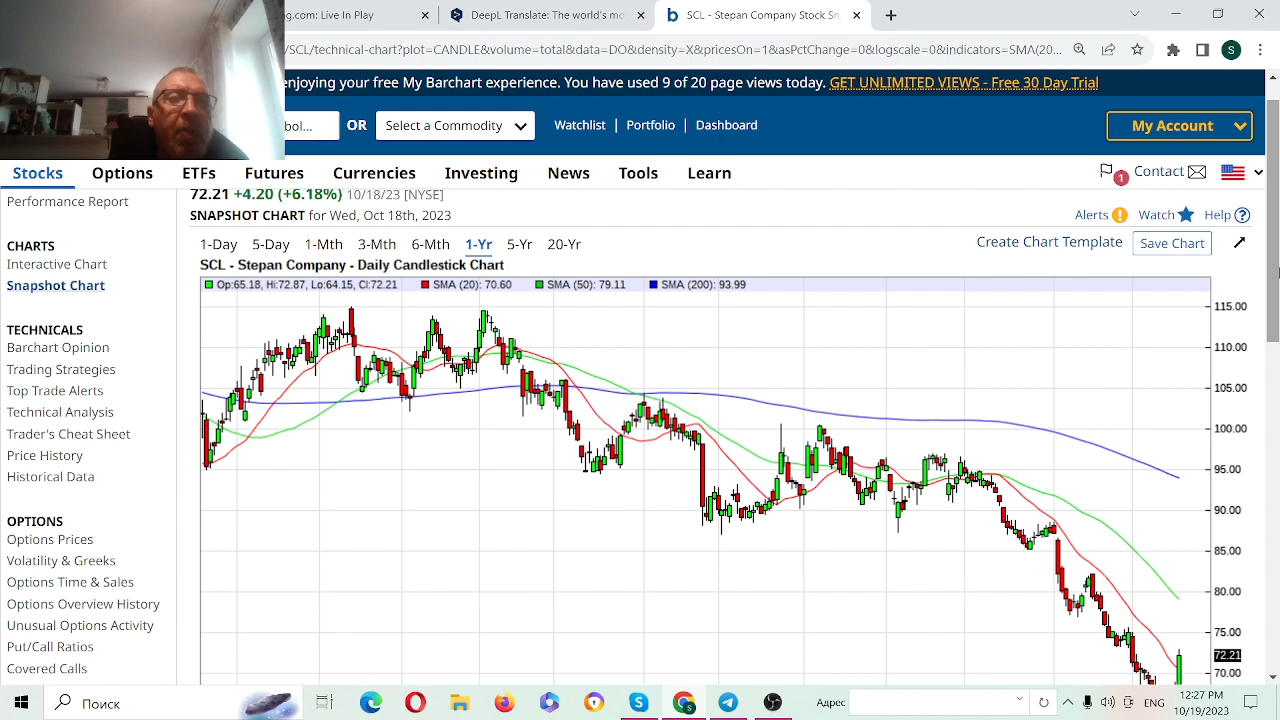 ng.com: Live In Play
DeepL Translate: The world's mo
SCL - Stepan Company Stock Sn
/SCL/technical-chart?plot=CANDLE&volume=total&data=DO&density=X&pricesOn=1&asPctChange=0&logscale=0&indicators=SMA(20...
S
enjoying your free My Barchart experience. You have used 9 of 20 page views today. GET UNLIMITED VIEWS - Free 30 Day Trial
bol... OR Select a Commodity Watchlist | Portfolio | Dashboard My Account
Stocks Options ETFs Futures Currencies Investing News Tools Learn 1 Contact
Performance Report
CHARTS
Interactive Chart
Snapshot Chart
TECHNICALS
Barchart Opinion
Trading Strategies
Top Trade Alerts
Technical Analysis
Trader's Cheat Sheet
Price History
Historical Data
OPTIONS
Options Prices
Volatility & Greeks
Options Time & Sales
Options Overview History
Unusual Options Activity
Put/Call Ratios
Covered Calls
72.21 +4.20 (+6.18%) 10/18/23 [NYSE]
SNAPSHOT CHART for Wed, Oct 18th, 2023
Alerts Watch Help
1-Day 5-Day 1-Mth 3-Mth 6-Mth 1-Yr 5-Yr 20-Yr
Create Chart Template Save Chart
SCL - Stepan Company - Daily Candlestick Chart
Op:65.18, Hi:72.87, Lo:64.15, Cl:72.21 SMA (20): 70.60 SMA (50): 79.11 SMA (200): 93.99
115.00
110.00
105.00
100.00
95.00
90.00
85.00
80.00
75.00
72.21
70.00
Поиск
Адрес
ENG
12:27 PM
10/19/2023